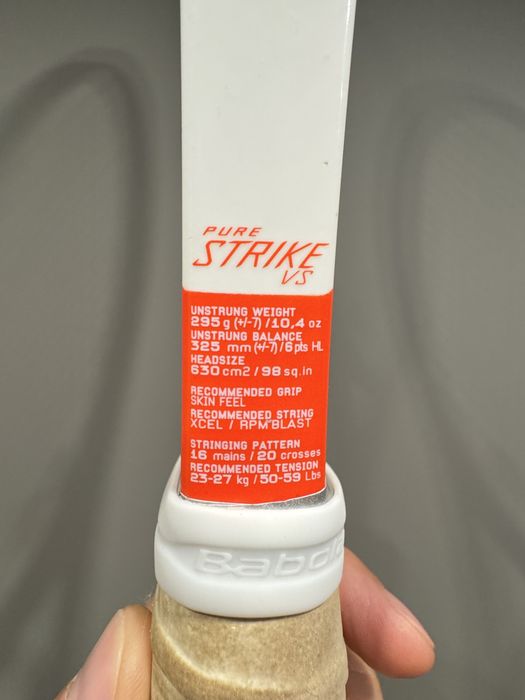 PURE
STRIKE
VS
UNSTRUNG WEIGHT
295 g (+/-7) / 10,4 oz
UNSTRUNG BALANCE
325 mm (+/-7) / 6 pts HL
HEADSIZE
630 cm2 / 98 sq.in
RECOMMENDED GRIP
SKIN FEEL
RECOMMENDED STRING
XCEL / RPM BLAST
STRINGING PATTERN
16 mains / 20 crosses
RECOMMENDED TENSION
23-27 kg / 50-59 Lbs
Babola